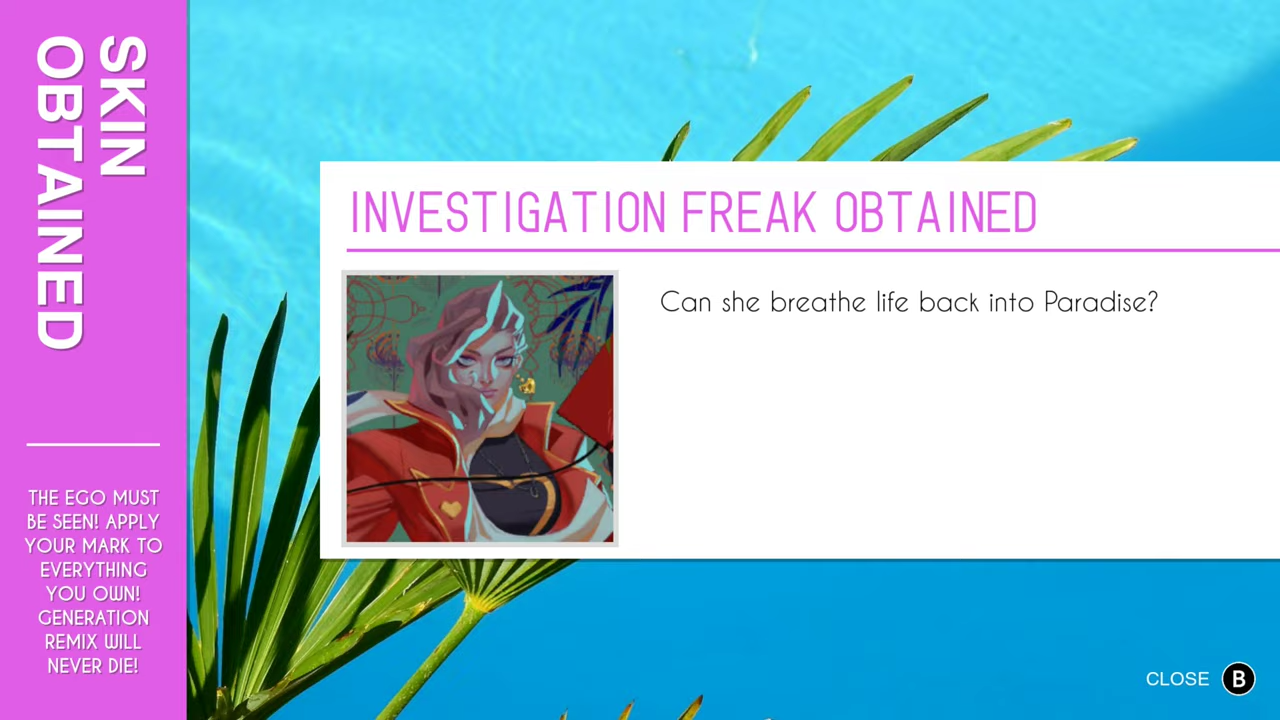 SKIN
OBTAINED
THE EGO MUST
BE SEEN! APPLY
YOUR MARK TO
EVERYTHING
YOU OWN!
GENERATION
REMIX WILL
NEVER DIE!
INVESTIGATION FREAK OBTAINED
Can she breathe life back into Paradise?
CLOSE B